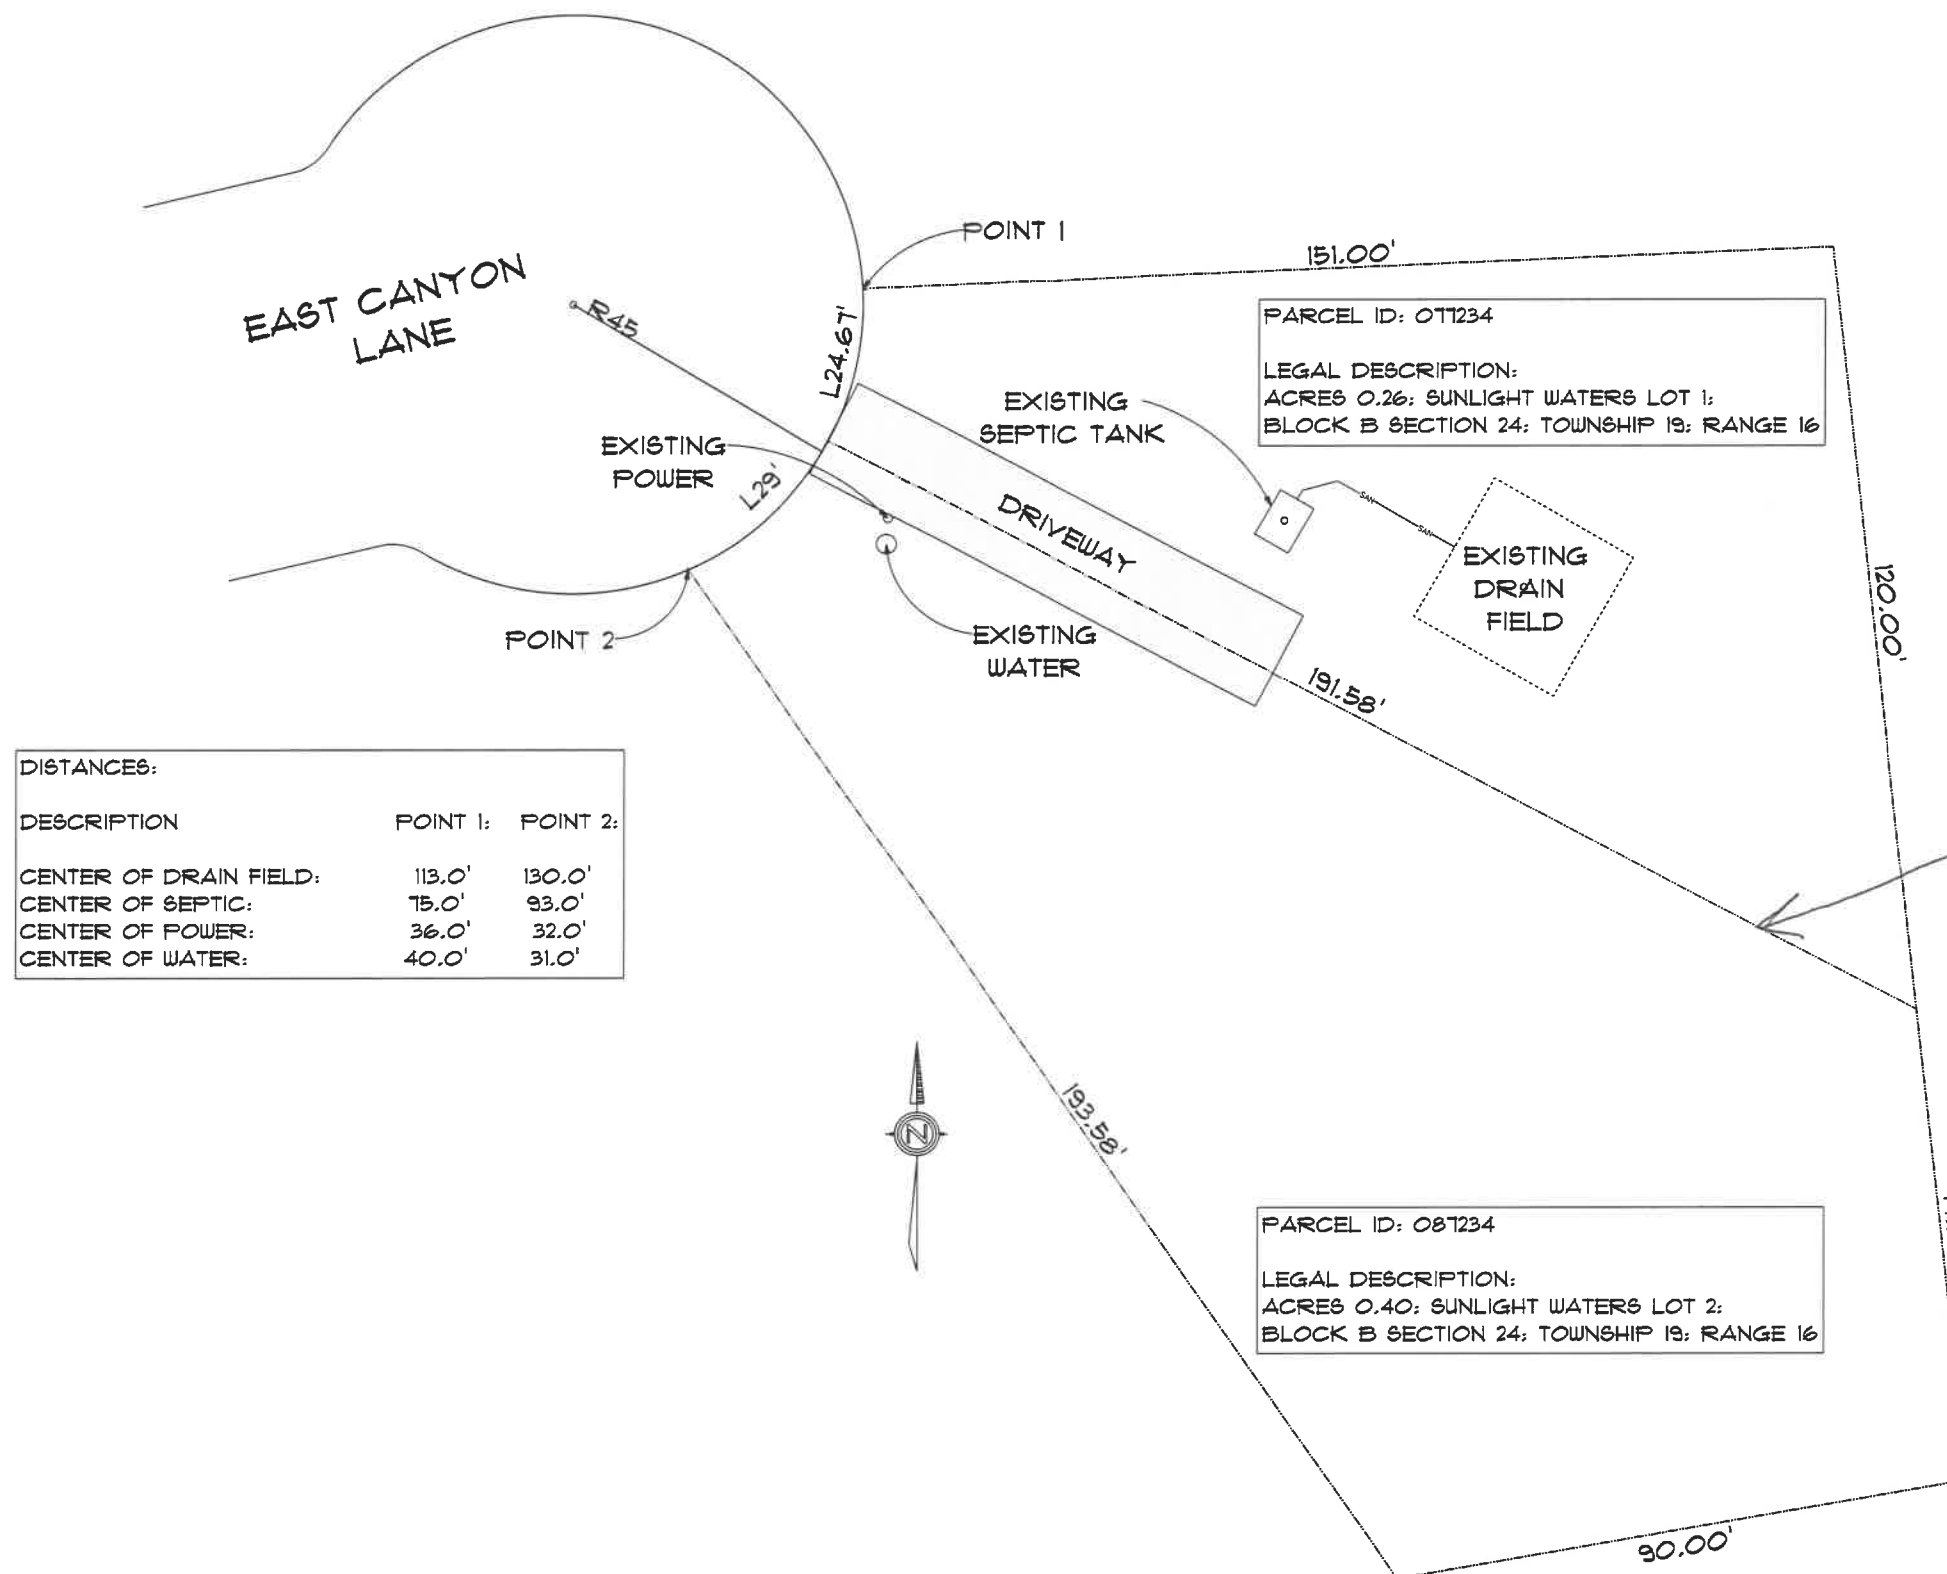 POINT 1
151.00'
EAST CANYON
LANE
R45
L24.67'
PARCEL ID: 077234
LEGAL DESCRIPTION:
ACRES 0.26; SUNLIGHT WATERS LOT 1;
BLOCK B SECTION 24; TOWNSHIP 19; RANGE 16
EXISTING
SEPTIC TANK
EXISTING
POWER
L29'
DRIVEWAY
SAN
SAN
EXISTING
DRAIN
FIELD
120.00'
POINT 2
EXISTING
WATER
191.58'
DISTANCES:
DESCRIPTION POINT 1: POINT 2:
CENTER OF DRAIN FIELD: 113.0' 130.0'
CENTER OF SEPTIC: 75.0' 93.0'
CENTER OF POWER: 36.0' 32.0'
CENTER OF WATER: 40.0' 31.0'
N
193.58'
PARCEL ID: 087234
LEGAL DESCRIPTION:
ACRES 0.40; SUNLIGHT WATERS LOT 2;
BLOCK B SECTION 24; TOWNSHIP 19; RANGE 16
90.00'